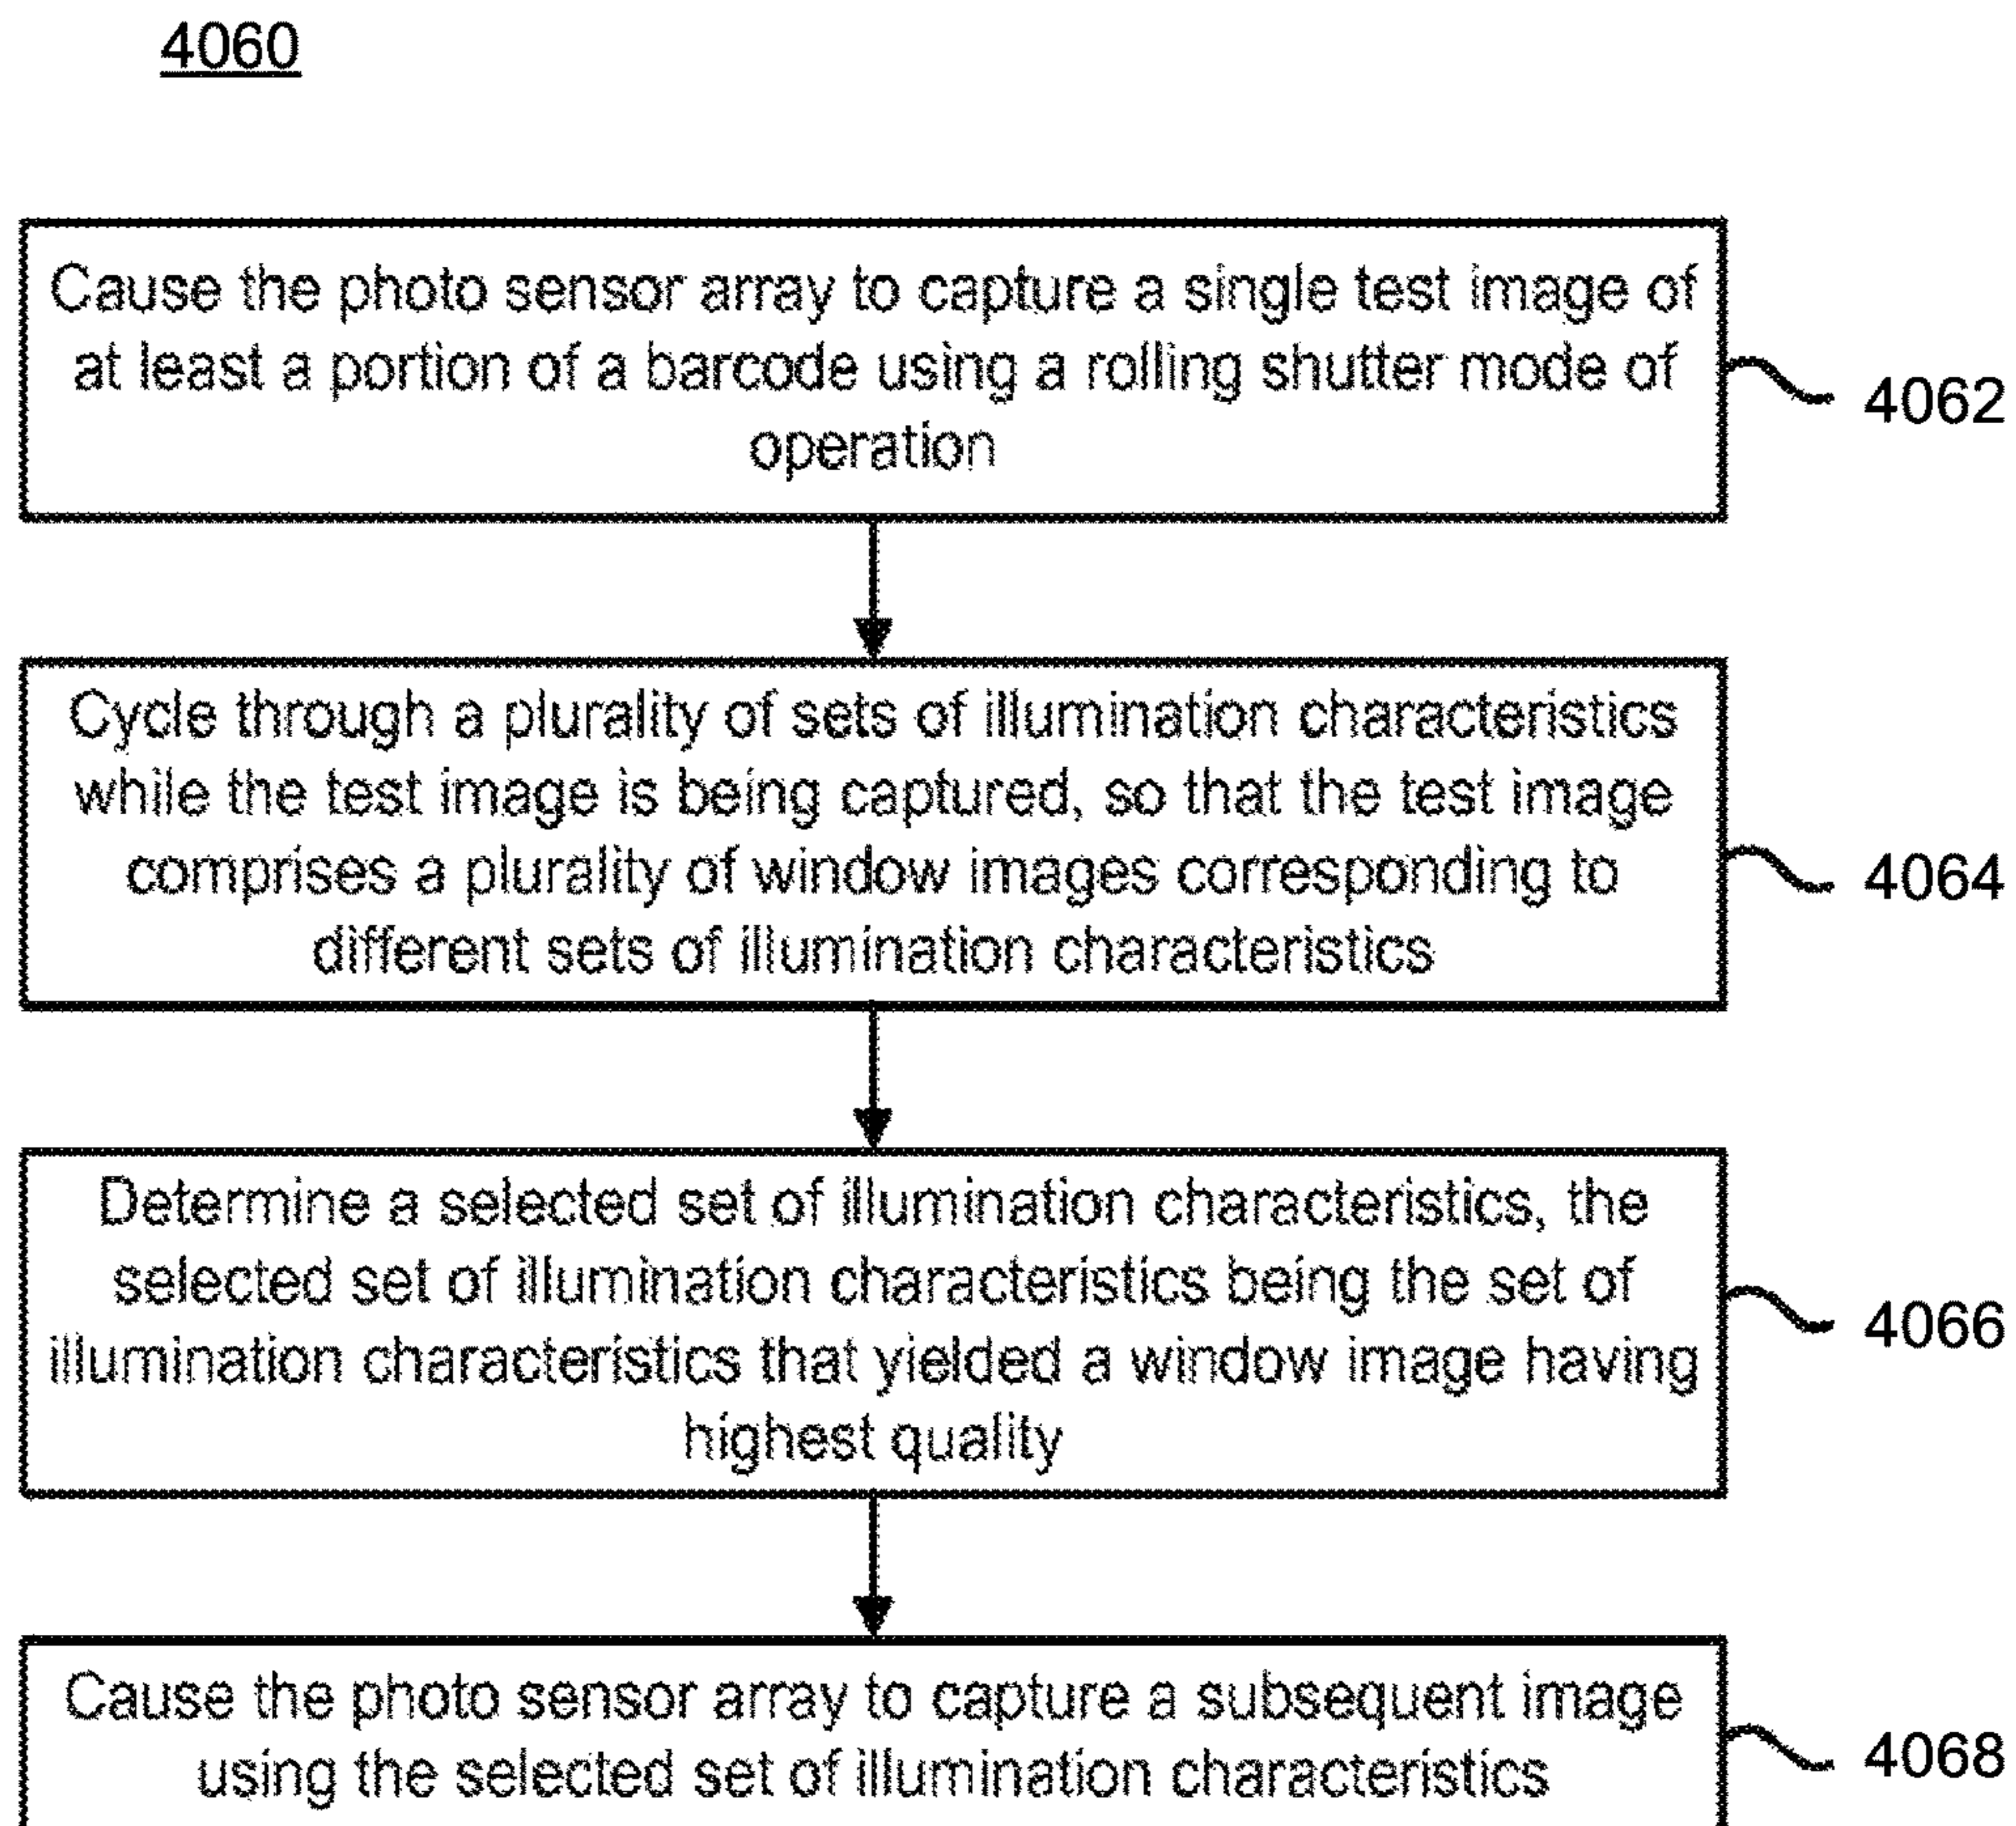 4060
Cause the photo sensor array to capture a single test image of
at least a portion of a barcode using a rolling shutter mode of
operation
4062
Cycle through a plurality of sets of illumination characteristics
while the test image is being captured, so that the test image
comprises a plurality of window images corresponding to
different sets of illumination characteristics
4064
Determine a selected set of illumination characteristics, the
selected set of illumination characteristics being the set of
illumination characteristics that yielded a window image having
highest quality
4066
Cause the photo sensor array to capture a subsequent image
using the selected set of illumination characteristics
4068